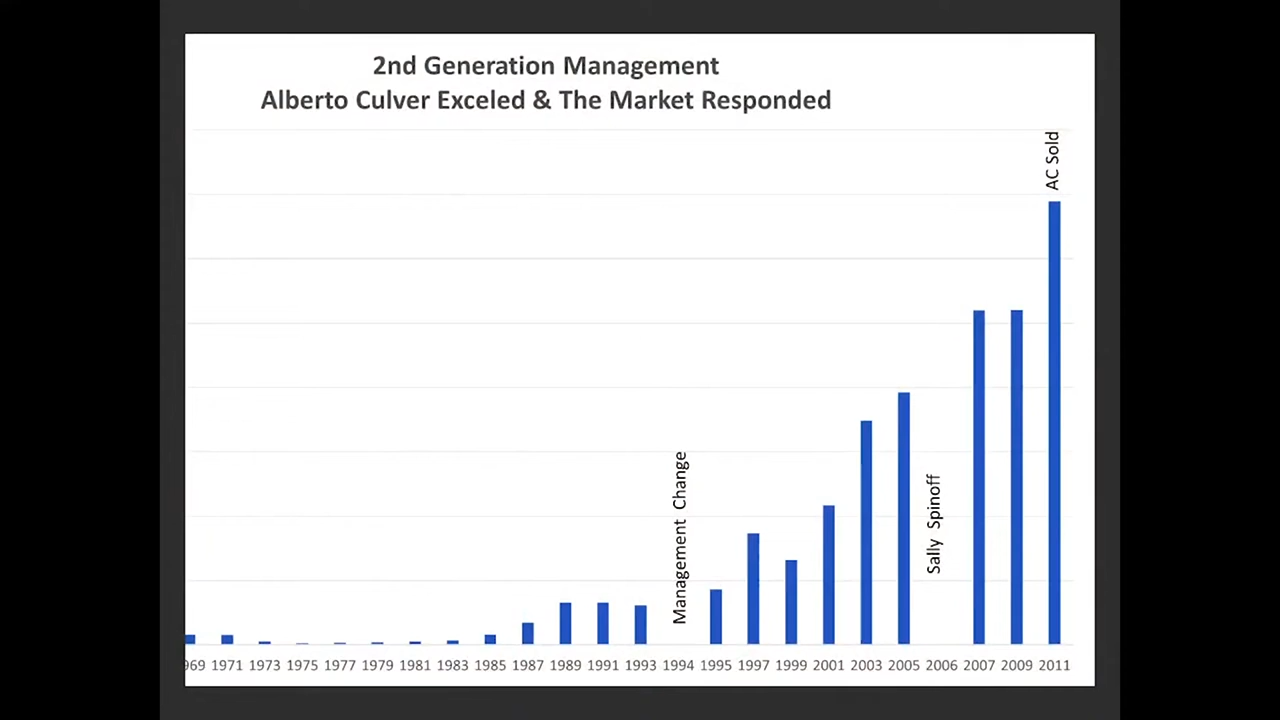 2nd Generation Management
Alberto Culver Exceled & The Market Responded
AC Sold
Management Change
Sally Spinoff
969 1971 1973 1975 1977 1979 1981 1983 1985 1987 1989 1991 1993 1994 1995 1997 1999 2001 2003 2005 2006 2007 2009 2011